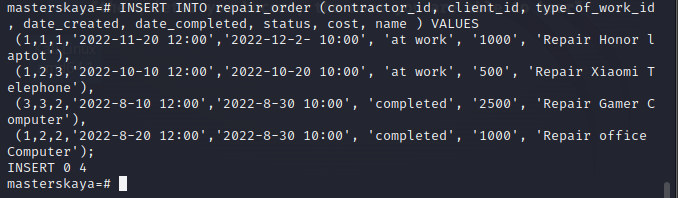 masterskaya=# INSERT INTO repair_order (contractor_id, client_id, type_of_work_id
, date_created, date_completed, status, cost, name ) VALUES
(1,1,1,'2022-11-20 12:00','2022-12-2- 10:00', 'at work', '1000', 'Repair Honor l
aptot'),
(1,2,3,'2022-10-10 12:00','2022-10-20 10:00', 'at work', '500', 'Repair Xiaomi T
elephone'),
(3,3,2,'2022-8-10 12:00','2022-8-30 10:00', 'completed', '2500', 'Repair Gamer C
omputer'),
(1,2,2,'2022-8-20 12:00','2022-8-30 10:00', 'completed', '1000', 'Repair office
Computer');
INSERT 0 4
masterskaya=#